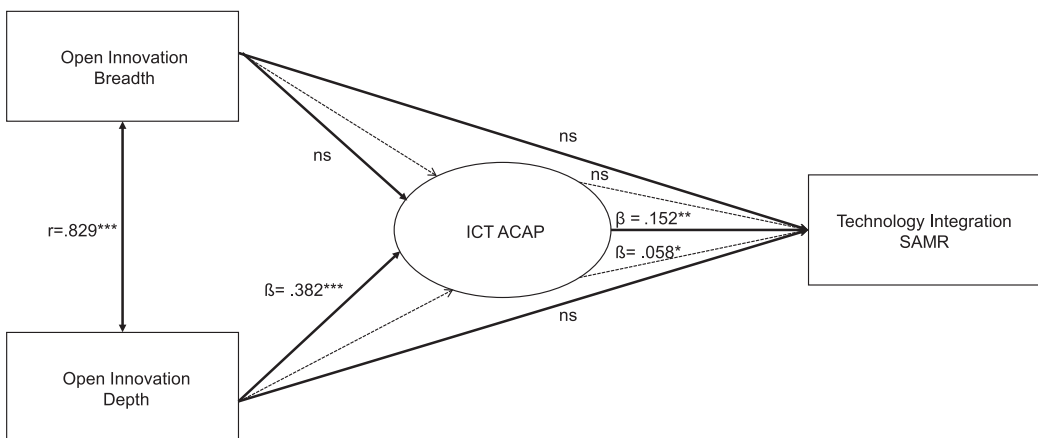 Open Innovation
Breadth
ns
ns
ns
r=.829***
ICT ACAP
β = .152**
Technology Integration
SAMR
ß= .058*
ß= .382***
ns
Open Innovation
Depth